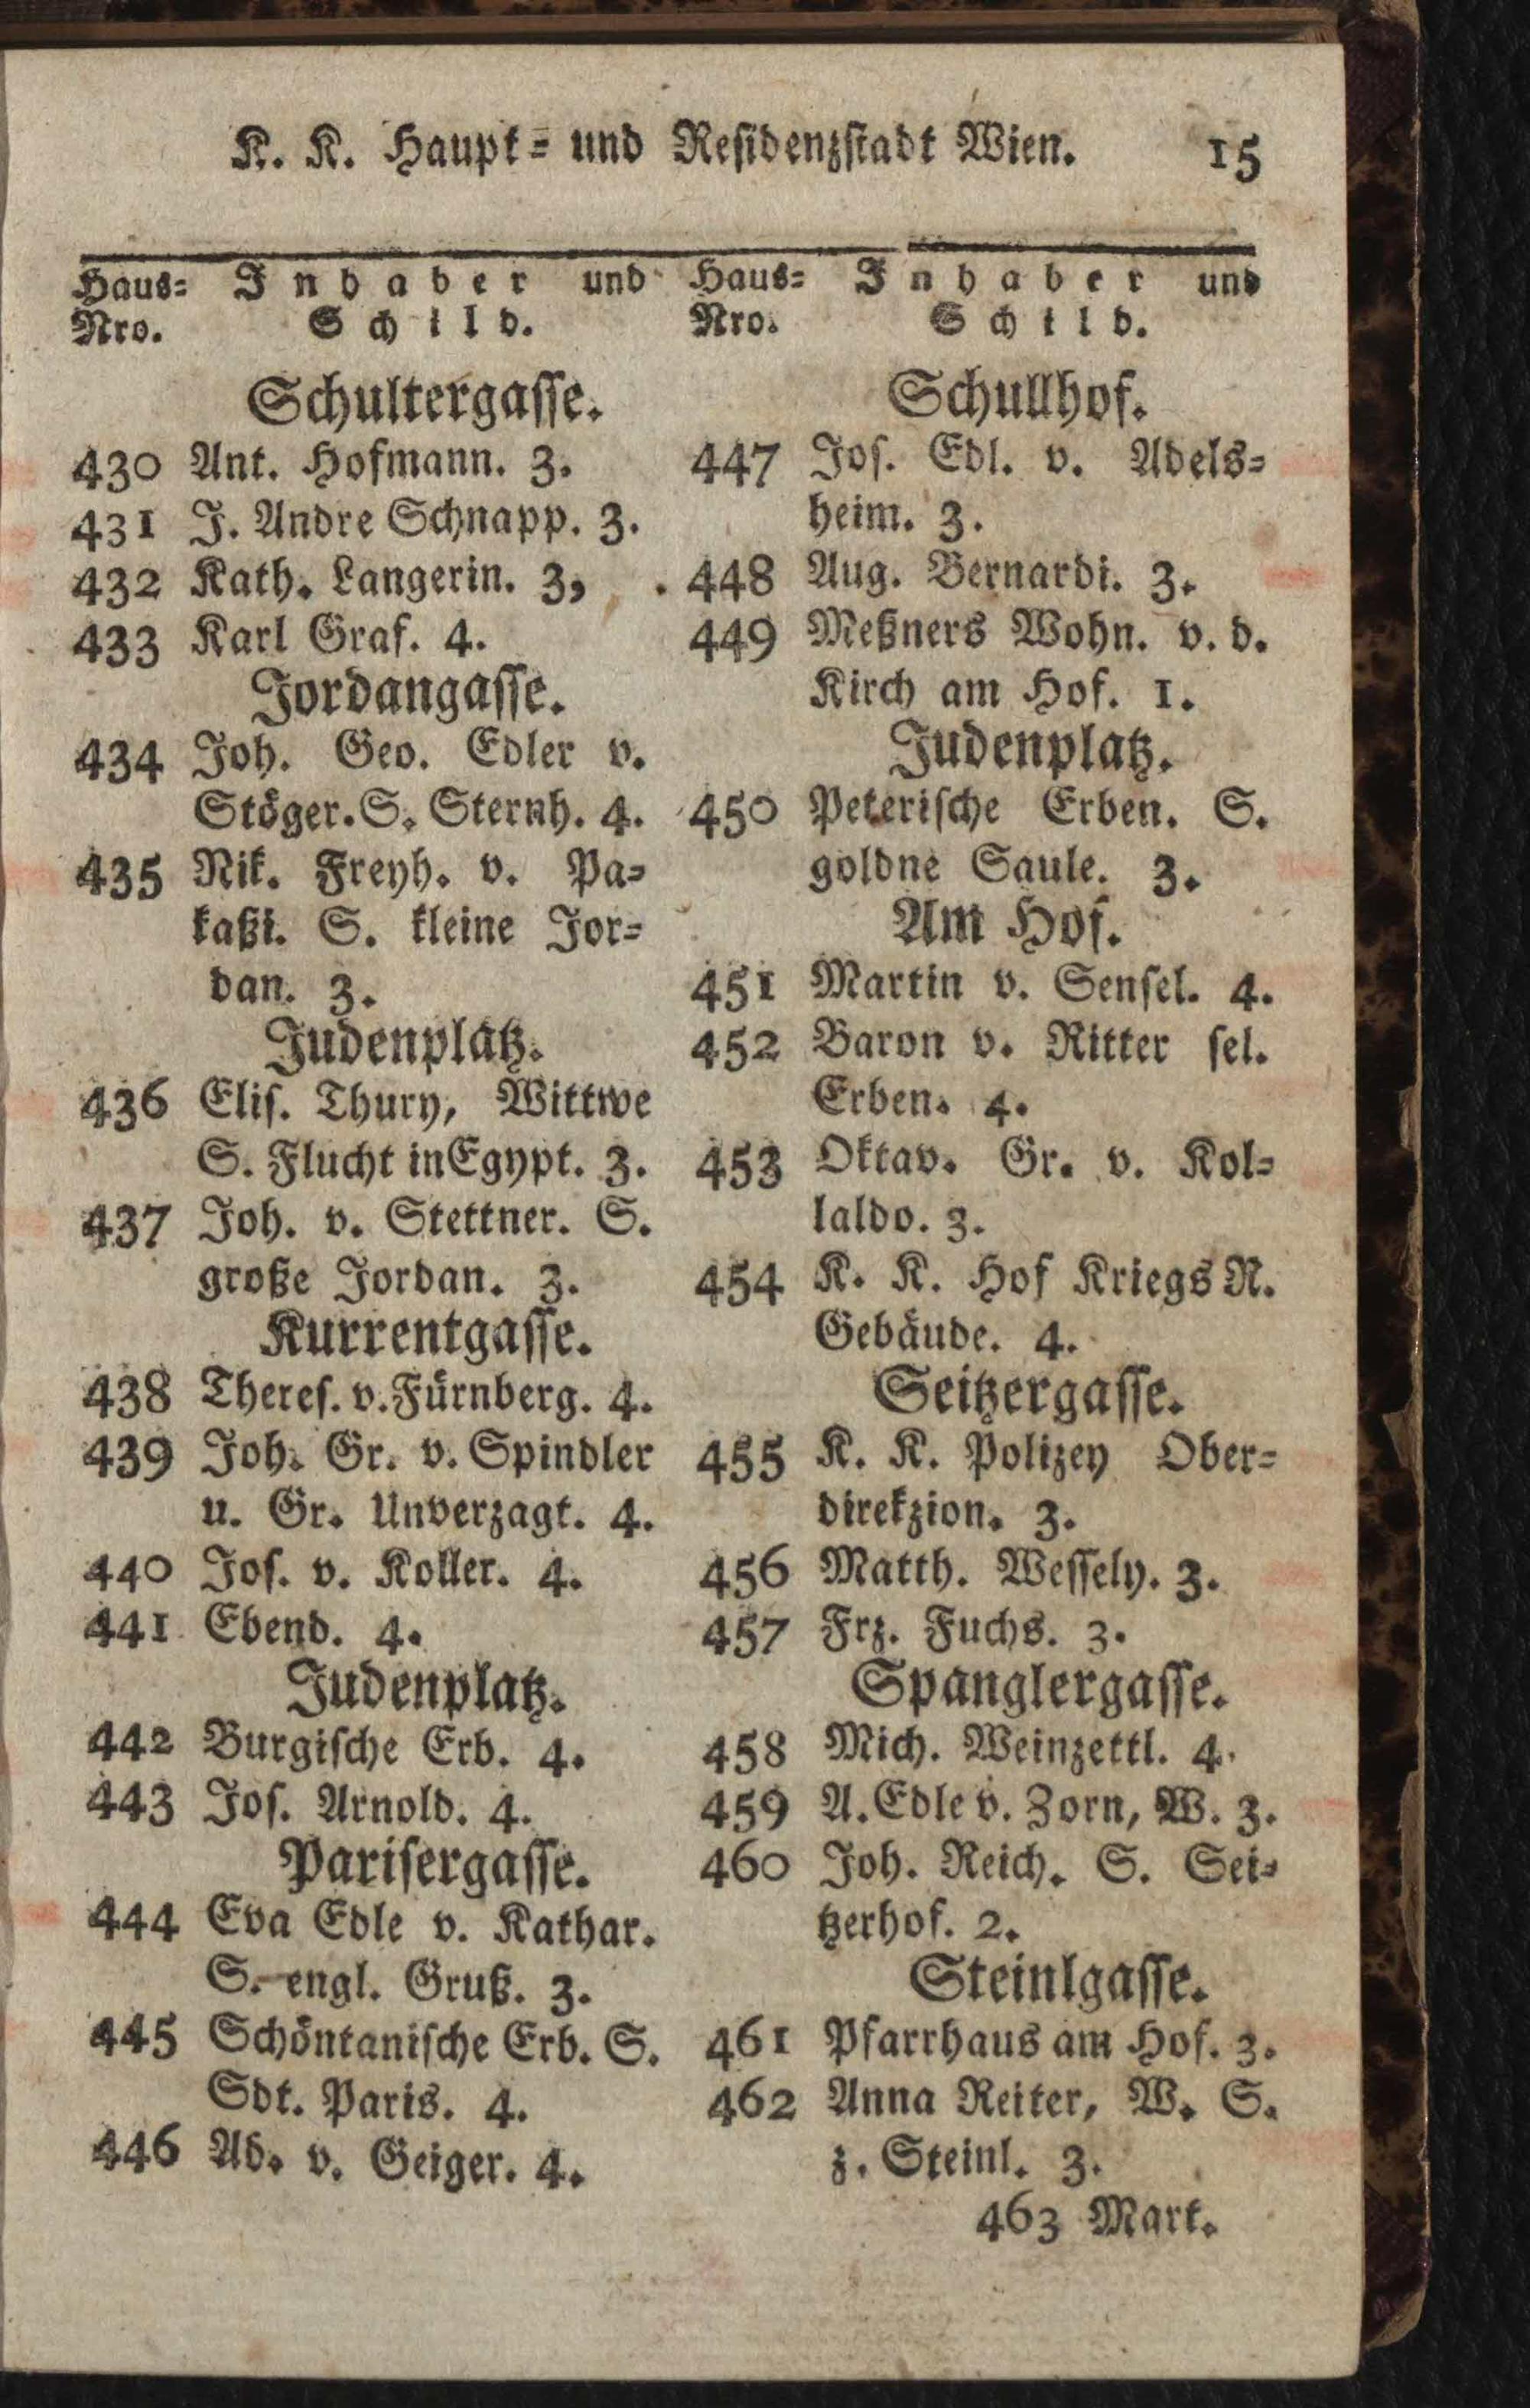 K. K. Haupt= und Residenzstadt Wien. 15
Haus= Inhaber und
Nro. Schild.
Schultergasse.
430 Ant. Hofmann. 3.
431 J. Andre Schnapp. 3.
432 Kath. Langerin. 3,
433 Karl Graf. 4.
Jordangasse.
434 Joh. Geo. Edler v.
Stöger. S. Sternh. 4.
435 Nik. Freyh. v. Pa=
kaßi. S. kleine Jor=
dan. 3.
Judenplatz.
436 Elis. Thury, Wittwe
S. Flucht in Egypt. 3.
437 Joh. v. Stettner. S.
große Jordan. 3.
Kurrentgasse.
438 Theres. v. Fürnberg. 4.
439 Joh. Gr. v. Spindler
u. Gr. Unverzagt. 4.
440 Jos. v. Koller. 4.
441 Ebend. 4.
Judenplatz.
442 Burgische Erb. 4.
443 Jos. Arnold. 4.
Parisergasse.
444 Eva Edle v. Kathar.
S. engl. Gruß. 3.
445 Schöntanische Erb. S.
Sdt. Paris. 4.
446 Ad. v. Geiger. 4.
Haus= Inhaber und
Nro. Schild.
Schullhof.
447 Jos. Edl. v. Adels=
heim. 3.
448 Aug. Bernardi. 3.
449 Meßners Wohn. v. d.
Kirch am Hof. 1.
Judenplatz.
450 Peterische Erben. S.
goldne Saule. 3.
Am Hof.
451 Martin v. Sensel. 4.
452 Baron v. Ritter sel.
Erben. 4.
453 Oktav. Gr. v. Kol=
laldo. 3.
454 K. K. Hof Kriegs R.
Gebäude. 4.
Seitzergasse.
455 K. K. Polizey Ober=
direkzion. 3.
456 Matth. Wessely. 3.
457 Frz. Fuchs. 3.
Spanglergasse.
458 Mich. Weinzettl. 4.
459 A. Edle v. Zorn, W. 3.
460 Joh. Reich. S. Sei=
tzerhof. 2.
Steinlgasse.
461 Pfarrhaus am Hof. 3.
462 Anna Reiter, W. S.
z. Steinl. 3.
463 Mark.